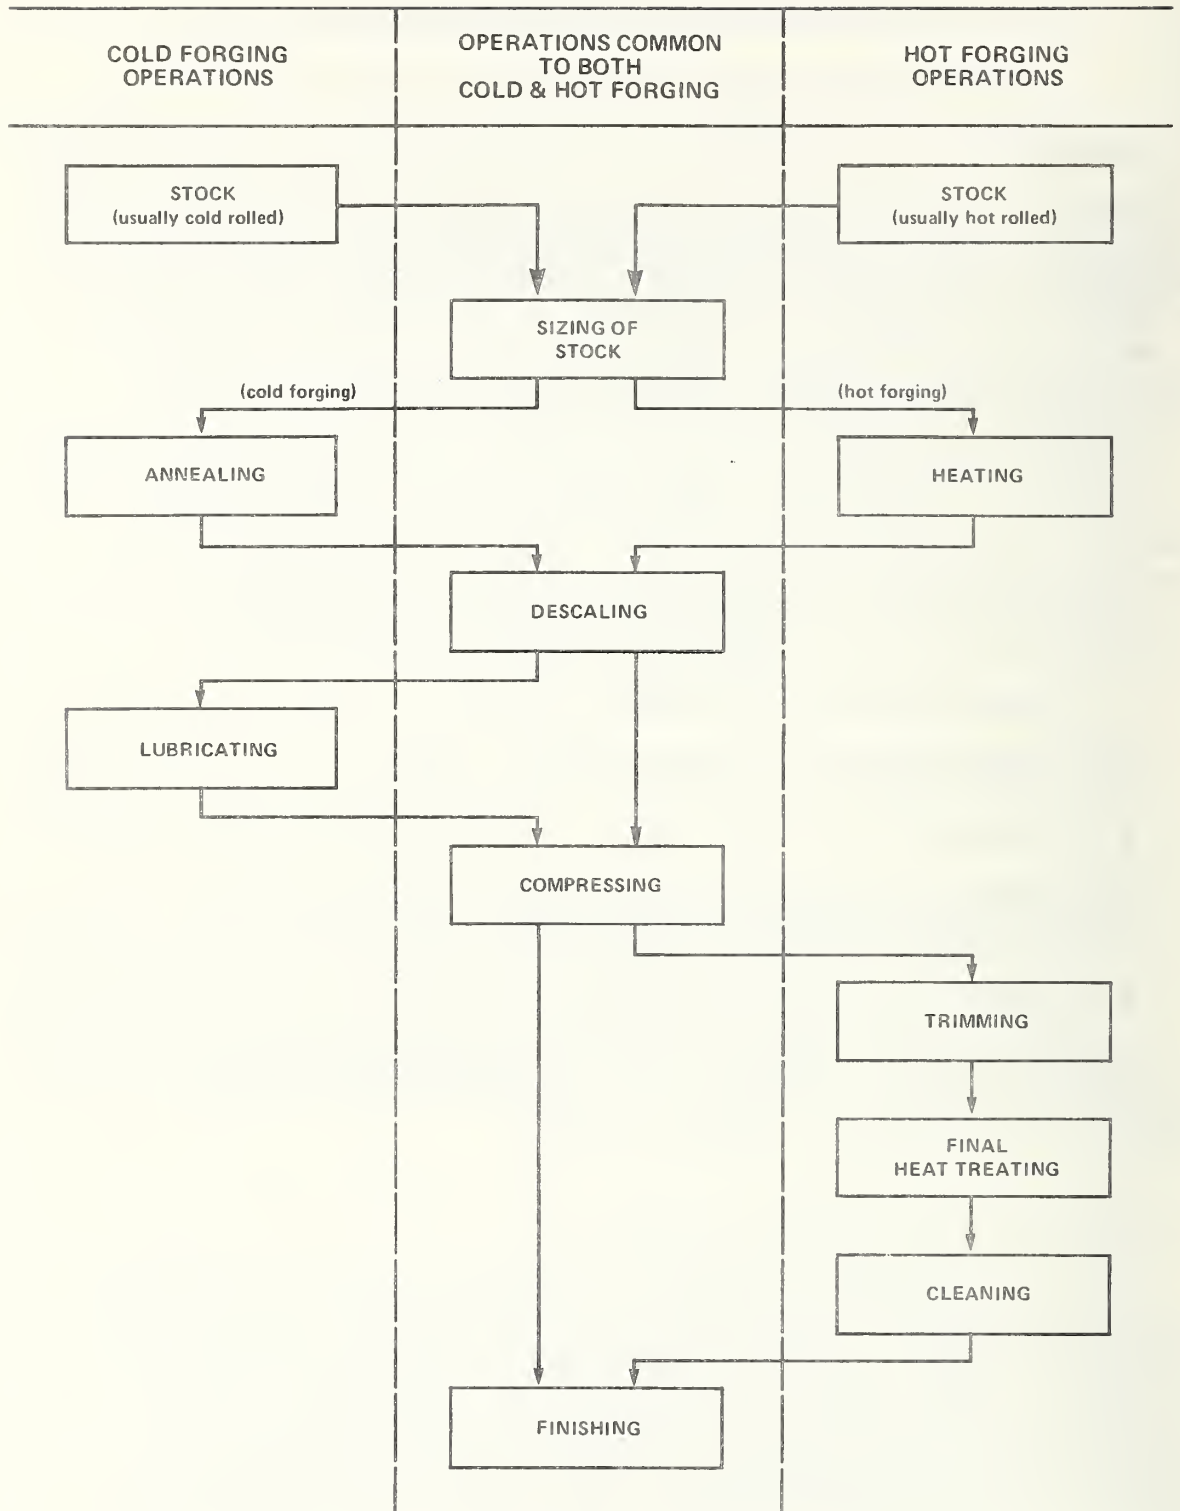 COLD FORGING
OPERATIONS
OPERATIONS COMMON
TO BOTH
COLD & HOT FORGING
HOT FORGING
OPERATIONS
STOCK
(usually cold rolled)
STOCK
(usually hot rolled)
SIZING OF
STOCK
(cold forging)
(hot forging)
ANNEALING
HEATING
DESCALING
LUBRICATING
COMPRESSING
TRIMMING
FINAL
HEAT TREATING
CLEANING
FINISHING